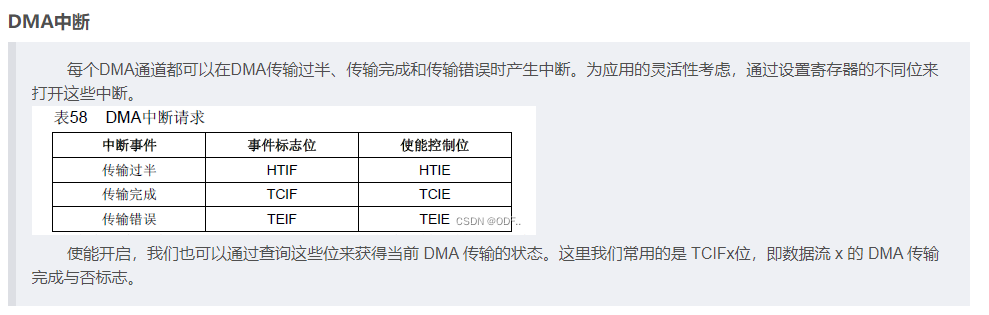 DMA中断
每个DMA通道都可以在DMA传输过半、传输完成和传输错误时产生中断。为应用的灵活性考虑，通过设置寄存器的不同位来
打开这些中断。
表58 DMA中断请求
中断事件 事件标志位 使能控制位
传输过半 HTIF HTIE
传输完成 TCIF TCIE
传输错误 TEIF TEIE
CSDN @ODF..
使能开启，我们也可以通过查询这些位来获得当前 DMA 传输的状态。这里我们常用的是 TCIFx位，即数据流 x 的 DMA 传输
完成与否标志。